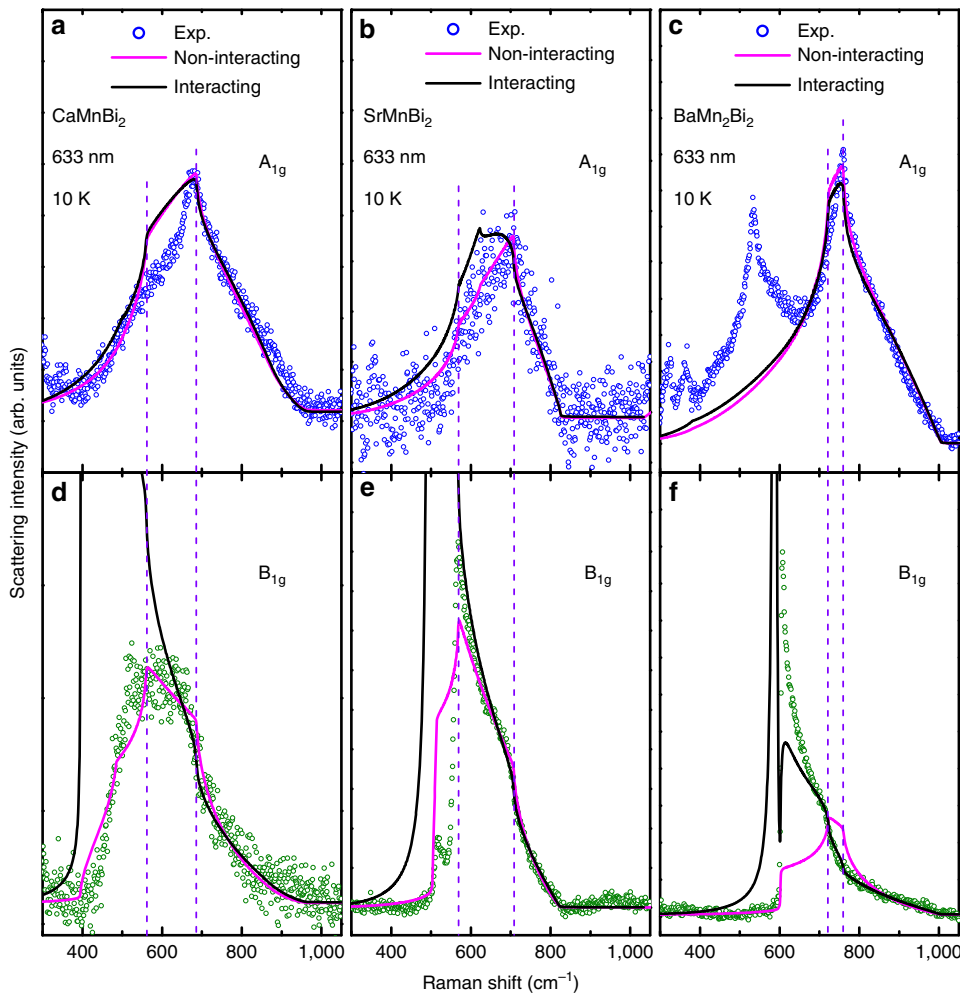 a
Exp.
Non-interacting
Interacting
CaMnBi₂
633 nm
A₁g
10 K
b
Exp.
Non-interacting
Interacting
SrMnBi₂
633 nm
A₁g
10 K
c
Exp.
Non-interacting
Interacting
BaMn₂Bi₂
633 nm
A₁g
10 K
d
B₁g
e
B₁g
f
B₁g
Scattering intensity (arb. units)
400 600 800 1,000
400 600 800 1,000
400 600 800 1,000
Raman shift (cm⁻¹)